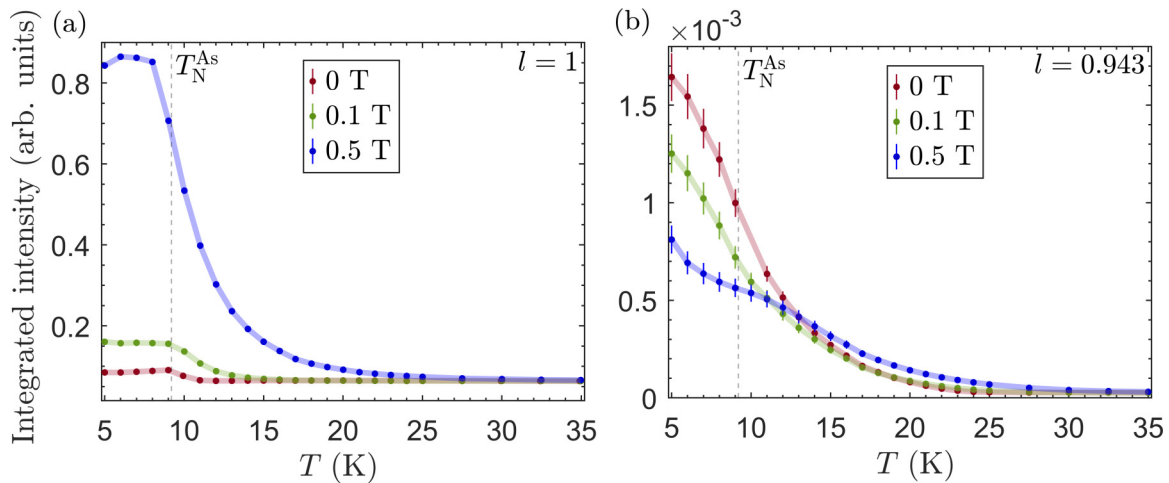 (a)
Integrated intensity (arb. units)
0.8
0.6
0.4
0.2
T_N^As
l = 1
0 T
0.1 T
0.5 T
5 10 15 20 25 30 35
T (K)
(b)
×10^-3
1.5
1
0.5
0
T_N^As
l = 0.943
0 T
0.1 T
0.5 T
5 10 15 20 25 30 35
T (K)